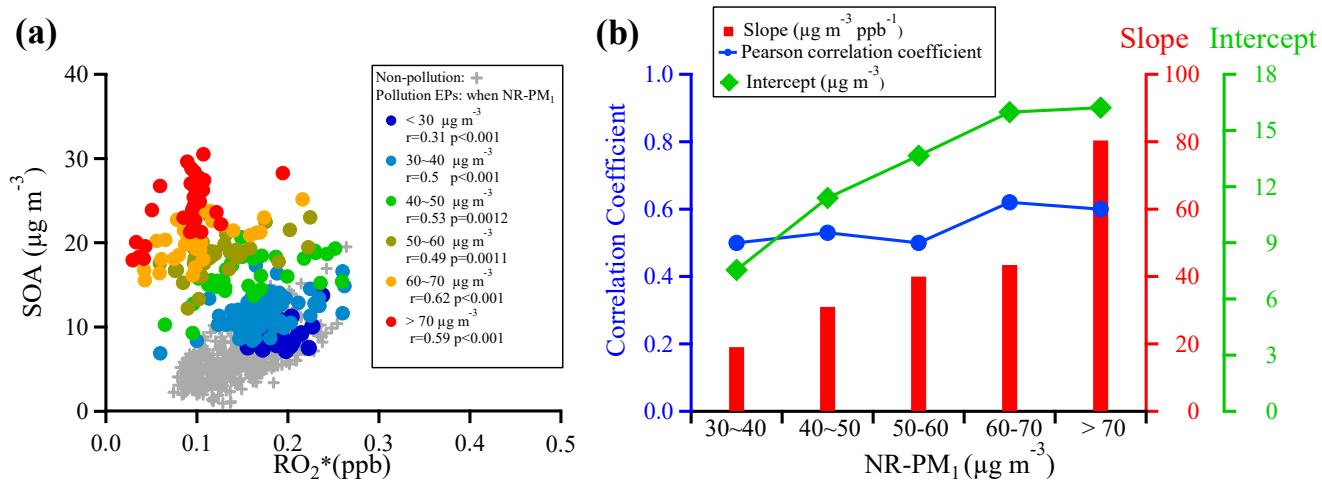 (a)
SOA (µg m⁻³)
40
30
20
10
0
0.0 0.1 0.2 0.3 0.4 0.5
RO₂*(ppb)
Non-pollution:
Pollution EPs: when NR-PM₁
< 30 µg m⁻³
r=0.31 p<0.001
30~40 µg m⁻³
r=0.5 p<0.001
40~50 µg m⁻³
r=0.53 p=0.0012
50~60 µg m⁻³
r=0.49 p=0.0011
60~70 µg m⁻³
r=0.62 p<0.001
> 70 µg m⁻³
r=0.59 p<0.001
(b)
Slope (µg m⁻³ ppb⁻¹)
Pearson correlation coefficient
Intercept (µg m⁻³)
Slope Intercept
Correlation Coefficient
1.0
0.8
0.6
0.4
0.2
0.0
100
80
60
40
20
0
18
15
12
9
6
3
0
30~40 40~50 50-60 60-70 > 70
NR-PM₁ (µg m⁻³)